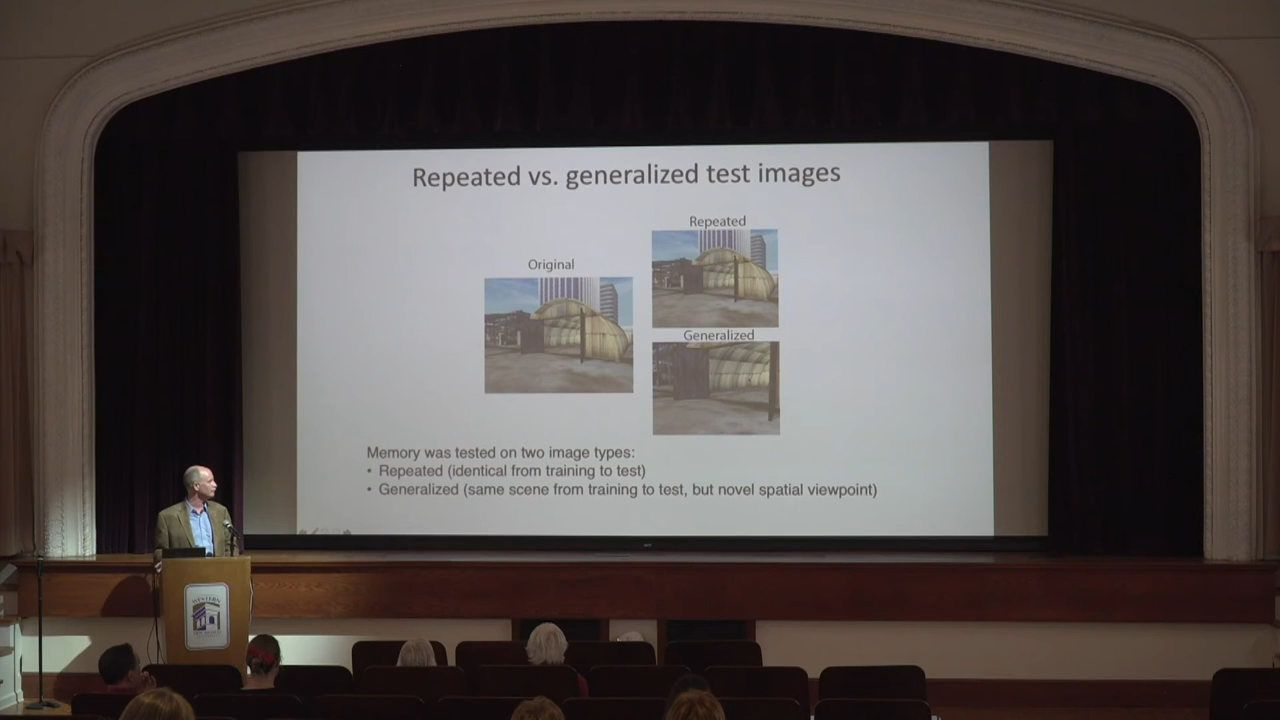 Repeated vs. generalized test images
Repeated
Original
Generalized
Memory was tested on two image types:
• Repeated (identical from training to test)
• Generalized (same scene from training to test, but novel spatial viewpoint)
WESTERN